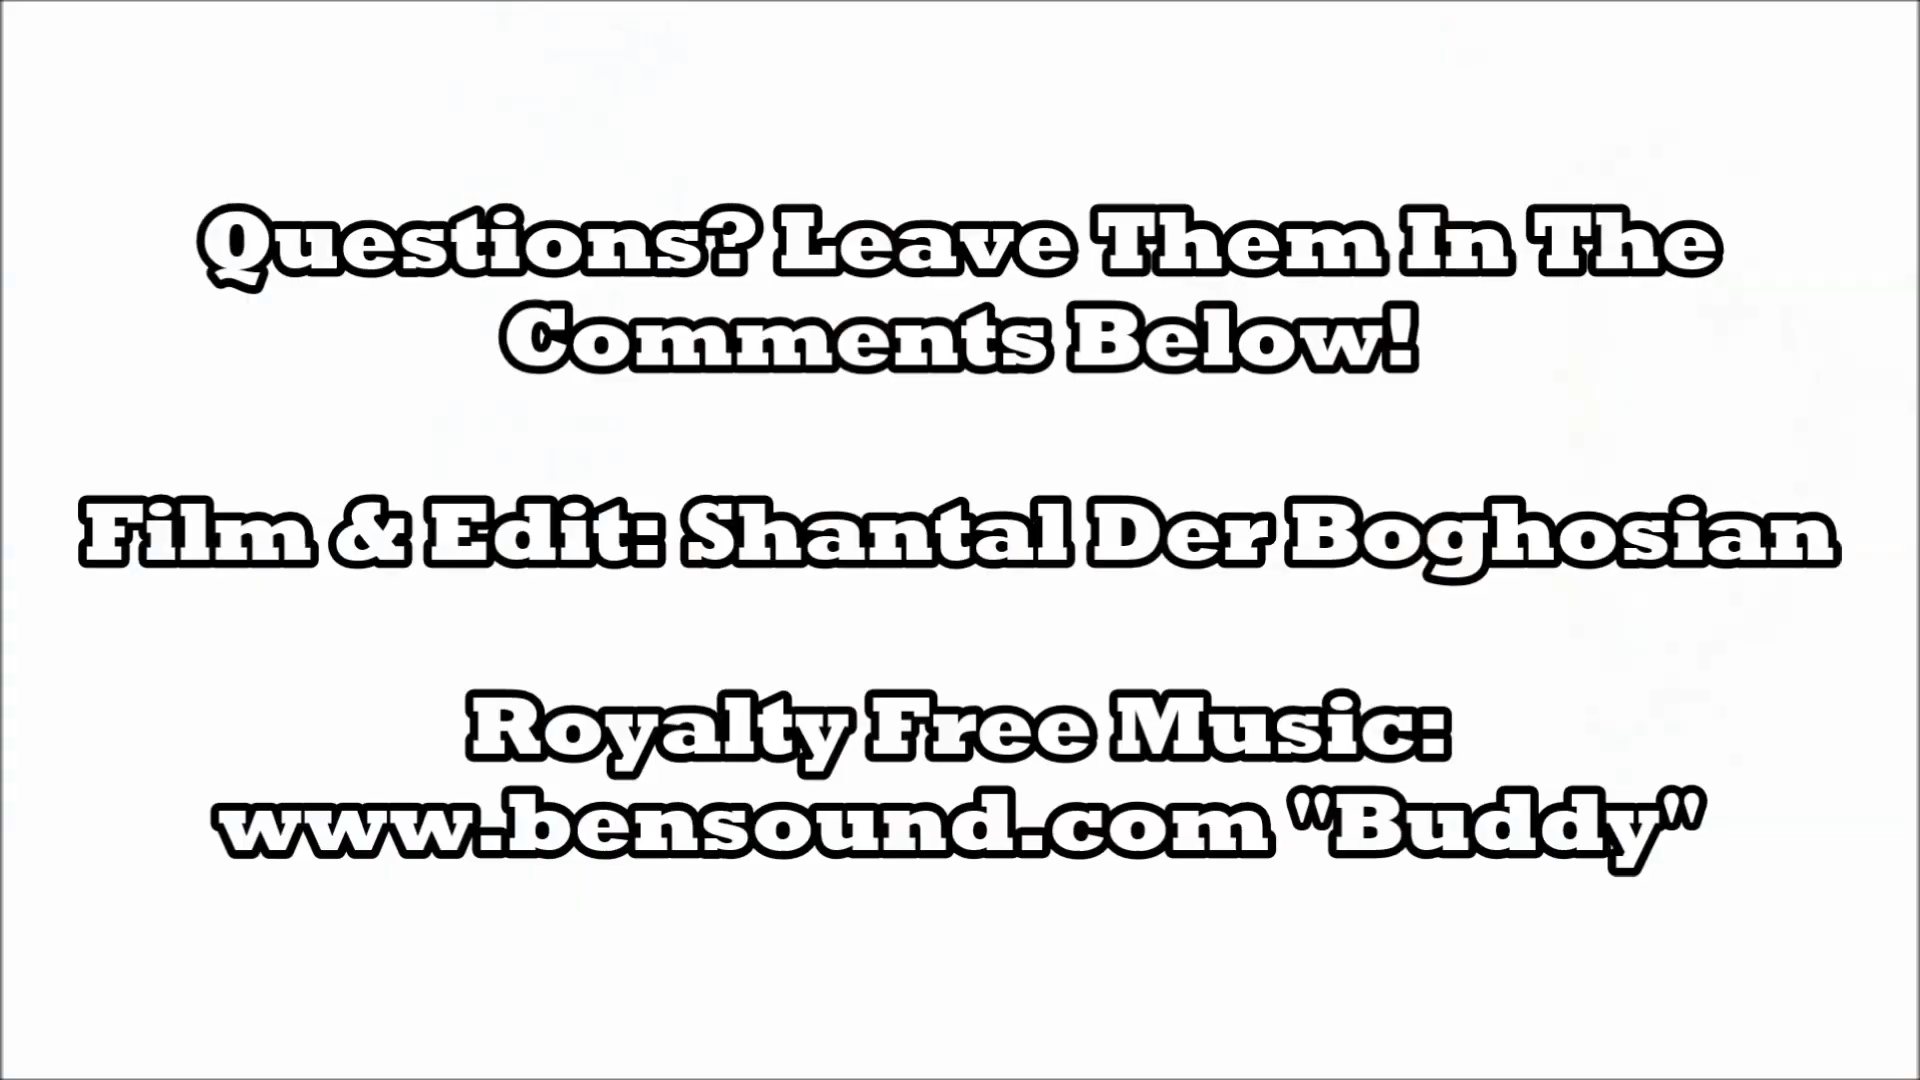 Questions? Leave Them In The
Comments Below!
Film & Edit: Shantal Der Boghosian
Royalty Free Music:
www.bensound.com "Buddy"